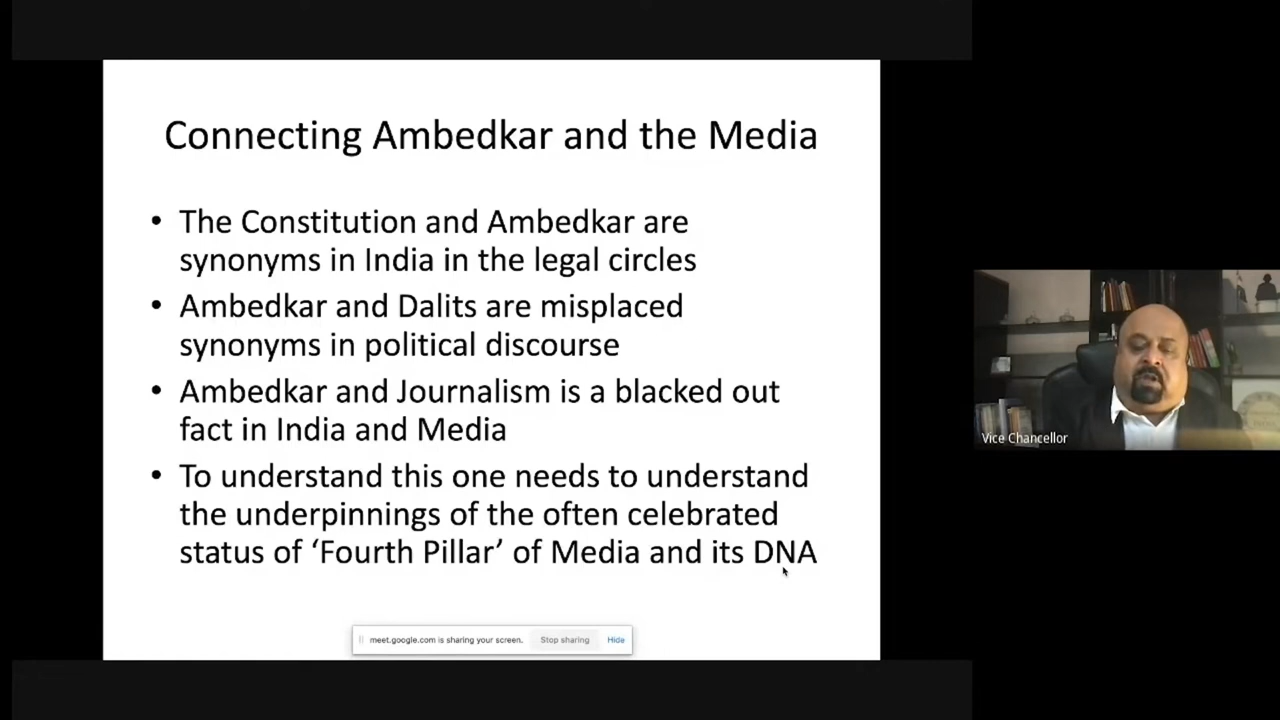 Connecting Ambedkar and the Media
• The Constitution and Ambedkar are
synonyms in India in the legal circles
• Ambedkar and Dalits are misplaced
synonyms in political discourse
• Ambedkar and Journalism is a blacked out
fact in India and Media
• To understand this one needs to understand
the underpinnings of the often celebrated
status of ‘Fourth Pillar’ of Media and its DNA
meet.google.com is sharing your screen. Stop sharing Hide
Vice Chancellor